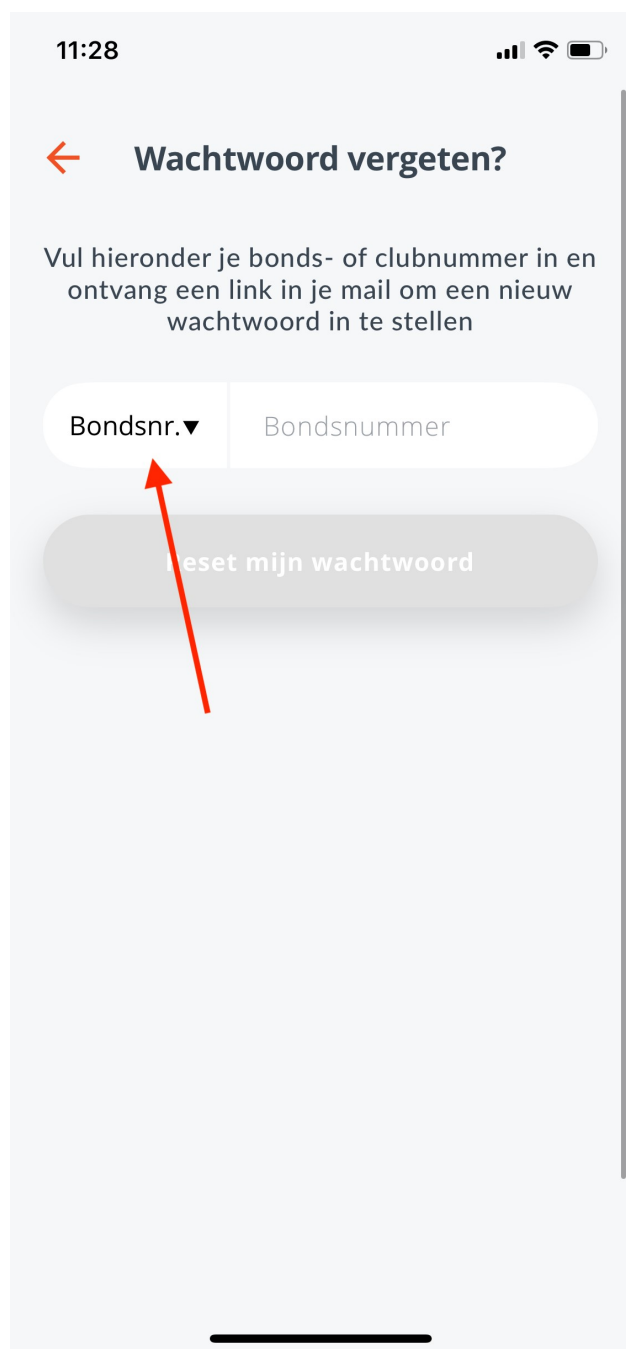 11:28
Wachtwoord vergeten?
Vul hieronder je bonds- of clubnummer in en
ontvang een link in je mail om een nieuw
wachtwoord in te stellen
Bondsnr.▼ Bondsnummer
Reset mijn wachtwoord